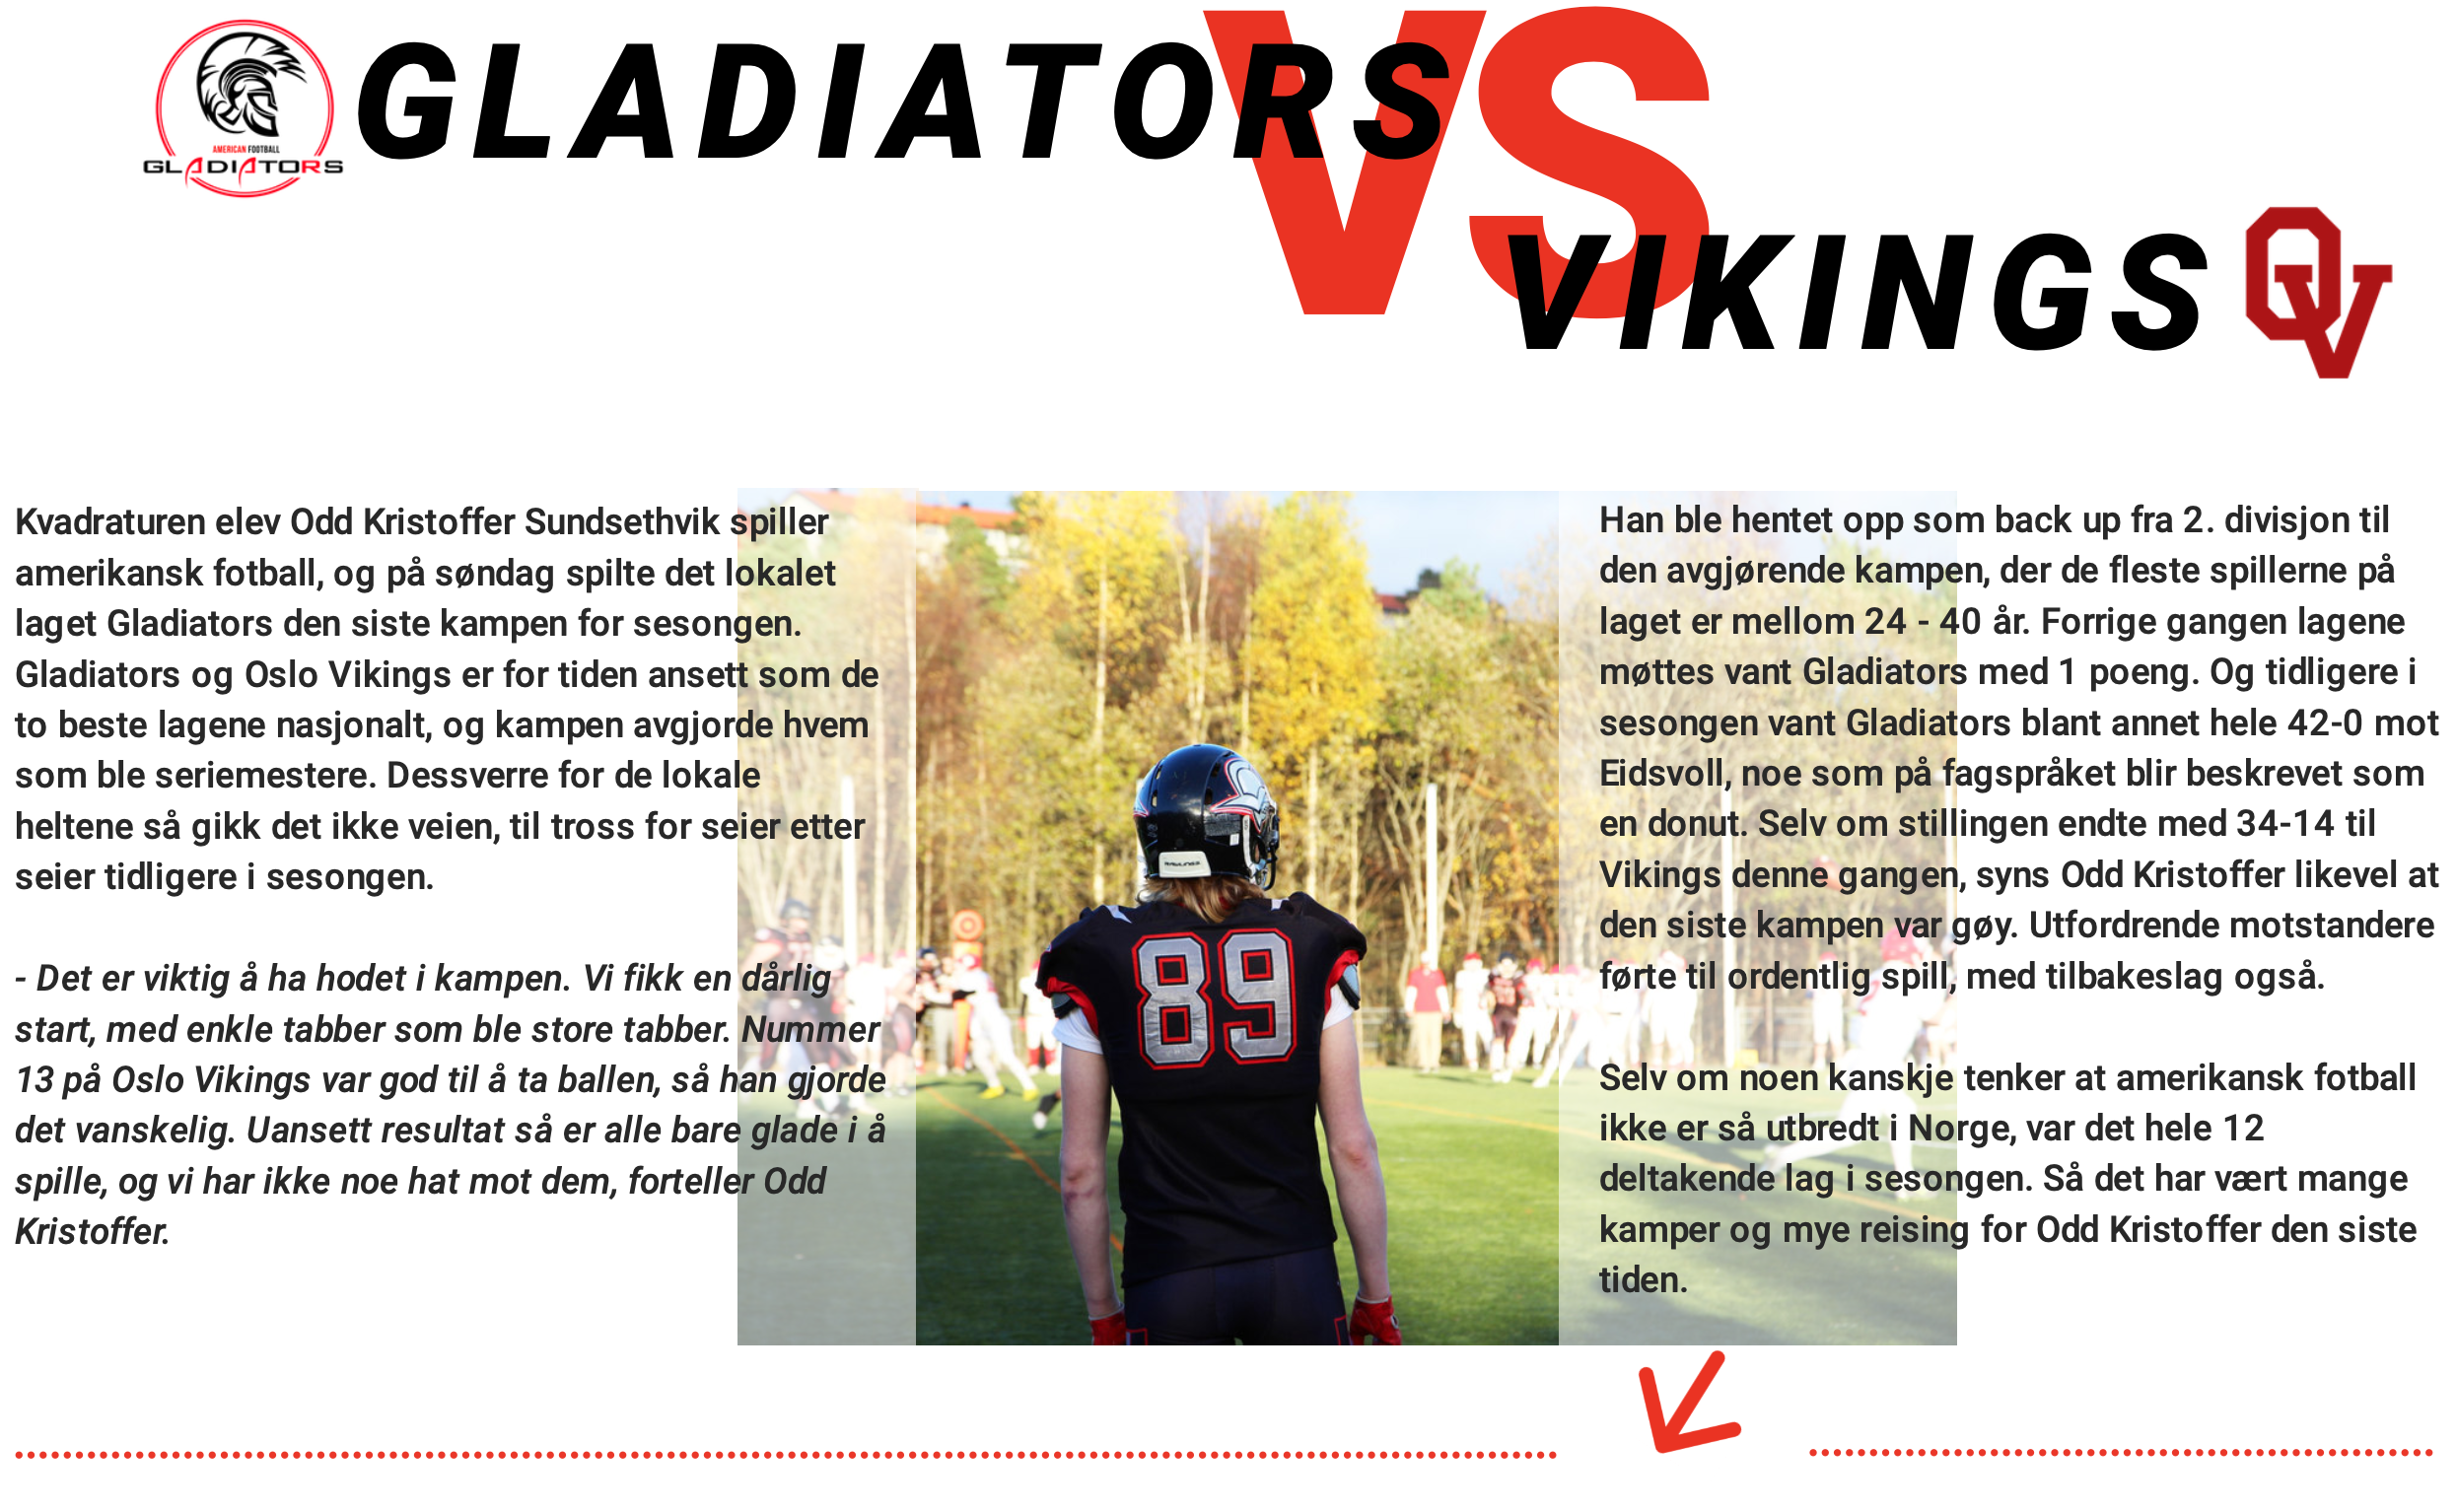 GLADIATORS
VS
VIKINGS
AMERICAN FOOTBALL
GLADIATORS
OV
Kvadraturen elev Odd Kristoffer Sundsethvik spiller
amerikansk fotball, og på søndag spilte det lokalet
laget Gladiators den siste kampen for sesongen.
Gladiators og Oslo Vikings er for tiden ansett som de
to beste lagene nasjonalt, og kampen avgjorde hvem
som ble seriemestere. Dessverre for de lokale
heltene så gikk det ikke veien, til tross for seier etter
seier tidligere i sesongen.
- Det er viktig å ha hodet i kampen. Vi fikk en dårlig
start, med enkle tabber som ble store tabber. Nummer
13 på Oslo Vikings var god til å ta ballen, så han gjorde
det vanskelig. Uansett resultat så er alle bare glade i å
spille, og vi har ikke noe hat mot dem, forteller Odd
Kristoffer.
89
Han ble hentet opp som back up fra 2. divisjon til
den avgjørende kampen, der de fleste spillerne på
laget er mellom 24 - 40 år. Forrige gangen lagene
møttes vant Gladiators med 1 poeng. Og tidligere i
sesongen vant Gladiators blant annet hele 42-0 mot
Eidsvoll, noe som på fagspråket blir beskrevet som
en donut. Selv om stillingen endte med 34-14 til
Vikings denne gangen, syns Odd Kristoffer likevel at
den siste kampen var gøy. Utfordrende motstandere
førte til ordentlig spill, med tilbakeslag også.
Selv om noen kanskje tenker at amerikansk fotball
ikke er så utbredt i Norge, var det hele 12
deltakende lag i sesongen. Så det har vært mange
kamper og mye reising for Odd Kristoffer den siste
tiden.